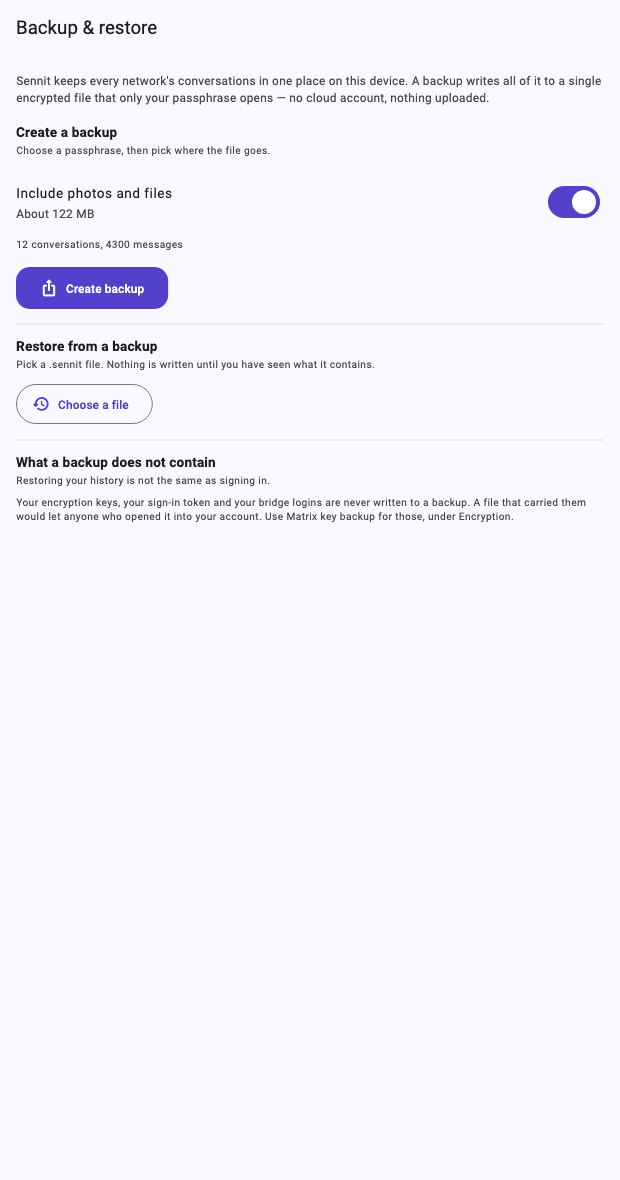 Backup & restore
Sennit keeps every network's conversations in one place on this device. A backup writes all of it to a single
encrypted file that only your passphrase opens — no cloud account, nothing uploaded.
Create a backup
Choose a passphrase, then pick where the file goes.
Include photos and files
About 122 MB
12 conversations, 4300 messages
Create backup
Restore from a backup
Pick a .sennit file. Nothing is written until you have seen what it contains.
Choose a file
What a backup does not contain
Restoring your history is not the same as signing in.
Your encryption keys, your sign-in token and your bridge logins are never written to a backup. A file that carried them
would let anyone who opened it into your account. Use Matrix key backup for those, under Encryption.